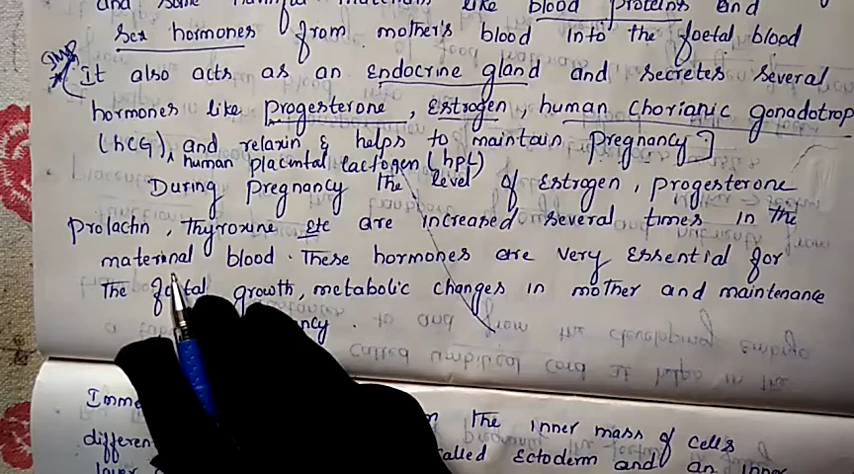 and some harmful materials like blood proteins and
sex hormones from mother's blood into the foetal blood
Imp
It also acts as an endocrine gland and secretes several
hormones like progesterone, estrogen, human chorianic gonadotrop
(hCG), and relaxin & helps to maintain pregnancy]
human placental lactogen (hpL)
During pregnancy the level of estrogen, progesterone
prolactin, thyroxine etc are increased several times in the
maternal blood. These hormones are very essential for
the foetal growth, metabolic changes in mother and maintenance
ncy.
Imme the inner mass of cells
differen called Ectoderm and an inner